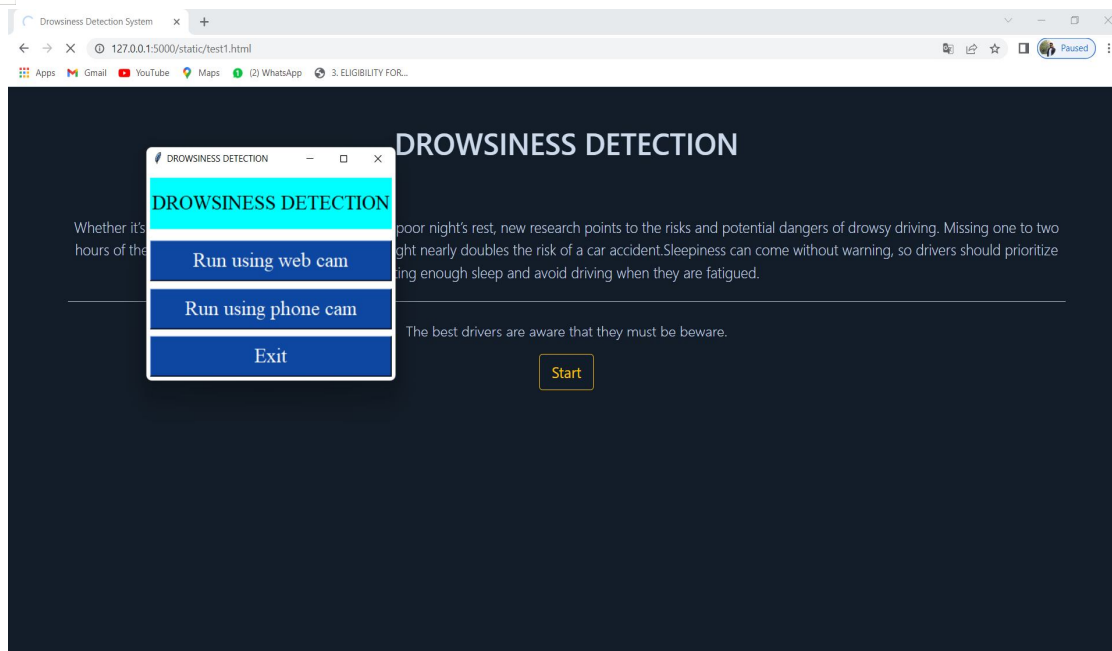 Drowsiness Detection System
127.0.0.1:5000/static/test1.html
Paused
Apps Gmail YouTube Maps (2) WhatsApp 3. ELIGIBILITY FOR...
DROWSINESS DETECTION
DROWSINESS DETECTION
DROWSINESS DETECTION
Run using web cam
Run using phone cam
Exit
Whether it's poor night's rest, new research points to the risks and potential dangers of drowsy driving. Missing one to two
hours of the nearly doubles the risk of a car accident.Sleepiness can come without warning, so drivers should prioritize
enough sleep and avoid driving when they are fatigued.
The best drivers are aware that they must be beware.
Start